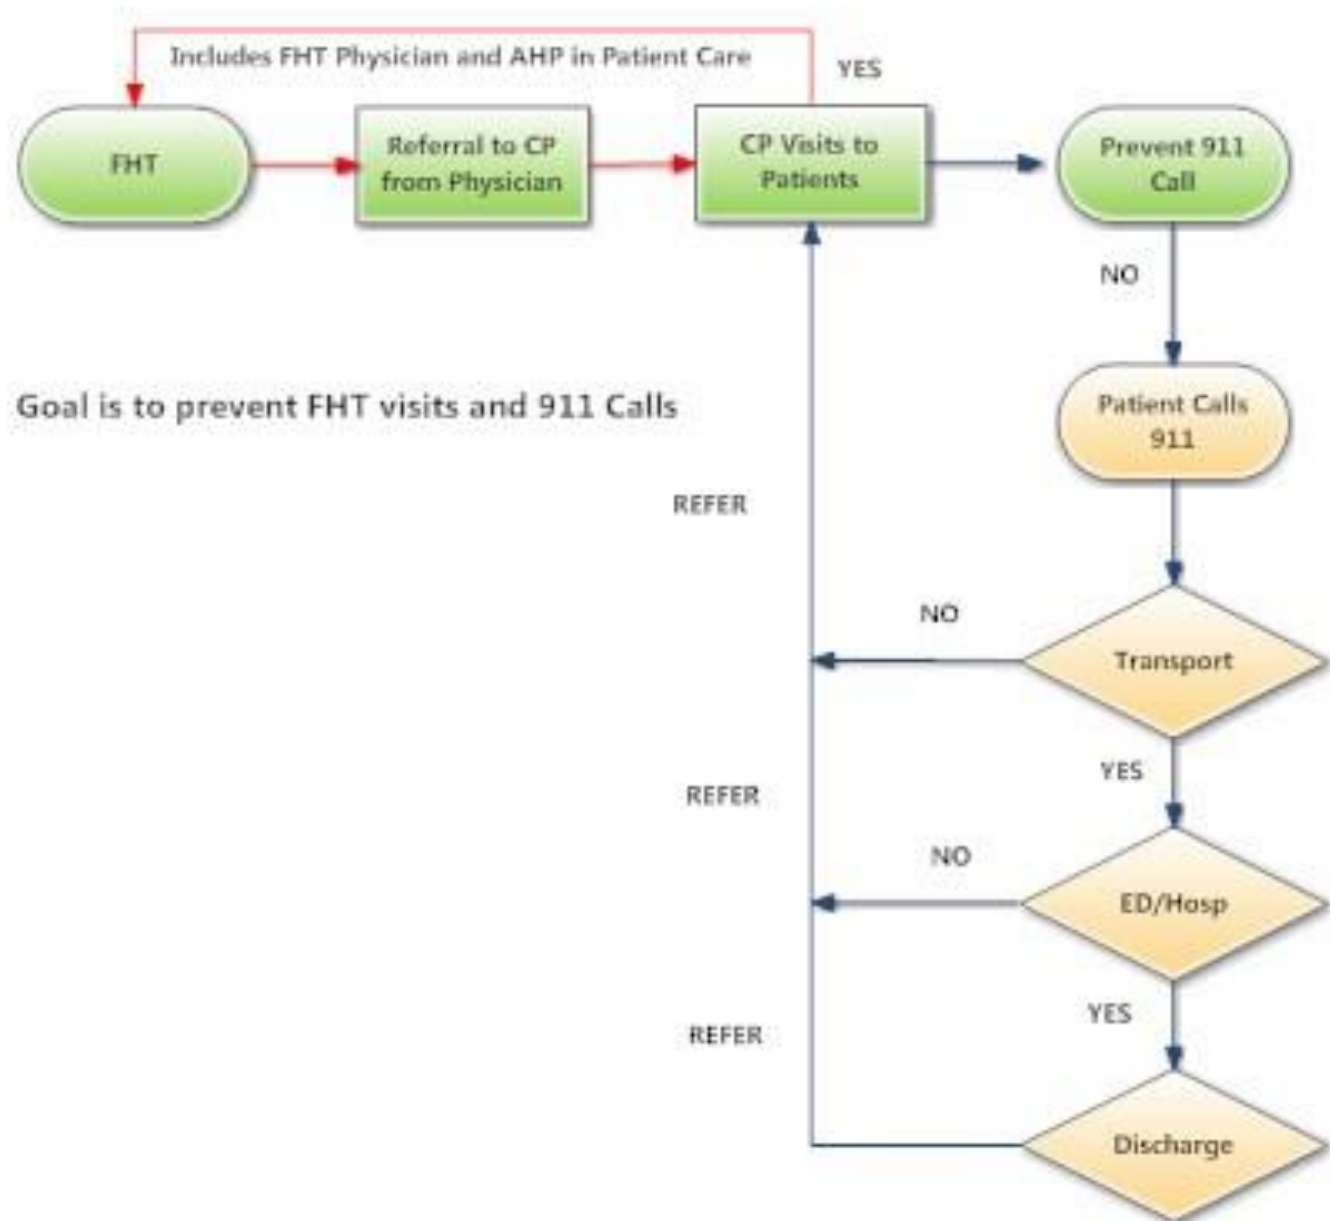 Includes FHT Physician and AHP in Patient Care
YES
FHT
Referral to CP
from Physician
CP Visits to
Patients
Prevent 911
Call
NO
Goal is to prevent FHT visits and 911 Calls
Patient Calls
911
REFER
NO
Transport
YES
REFER
NO
ED/Hosp
YES
REFER
Discharge